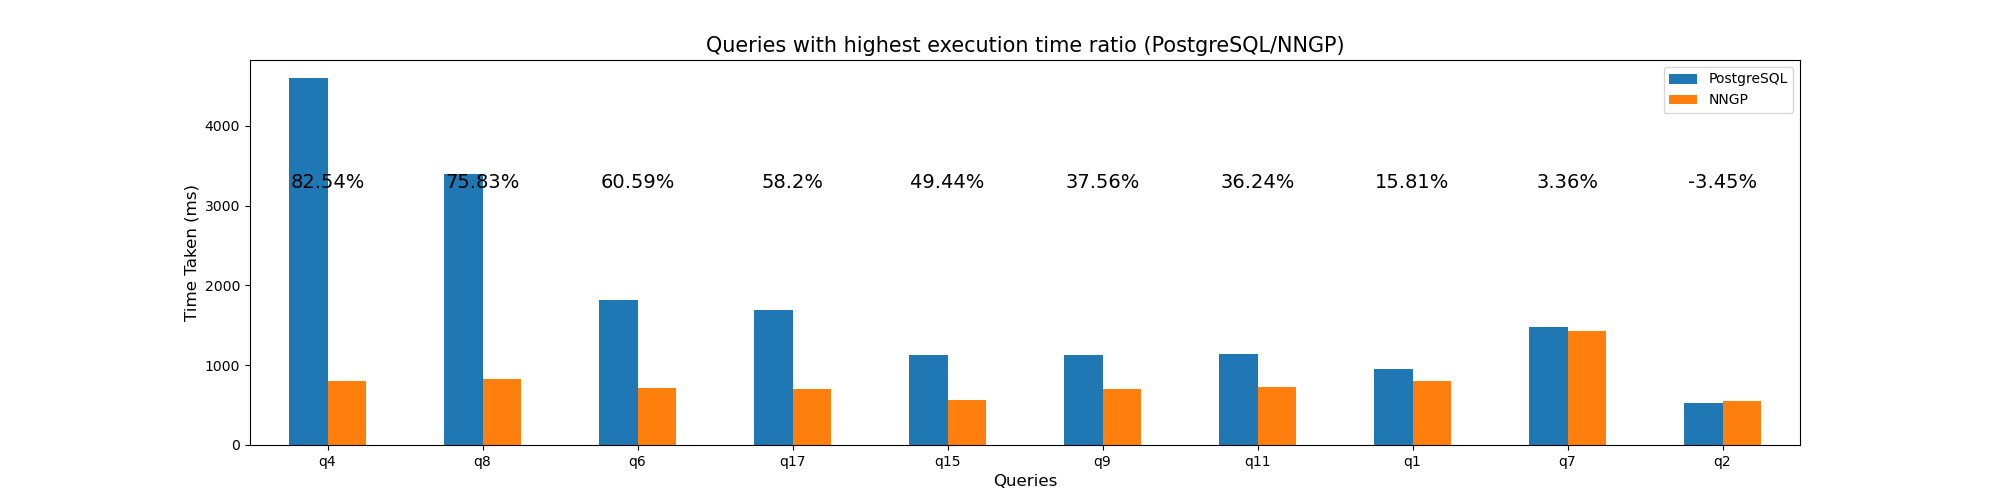 Queries with highest execution time ratio (PostgreSQL/NNGP)
PostgreSQL
NNGP
Time Taken (ms)
4000
3000
2000
1000
0
82.54%
75.83%
60.59%
58.2%
49.44%
37.56%
36.24%
15.81%
3.36%
-3.45%
q4
q8
q6
q17
q15
q9
q11
q1
q7
q2
Queries